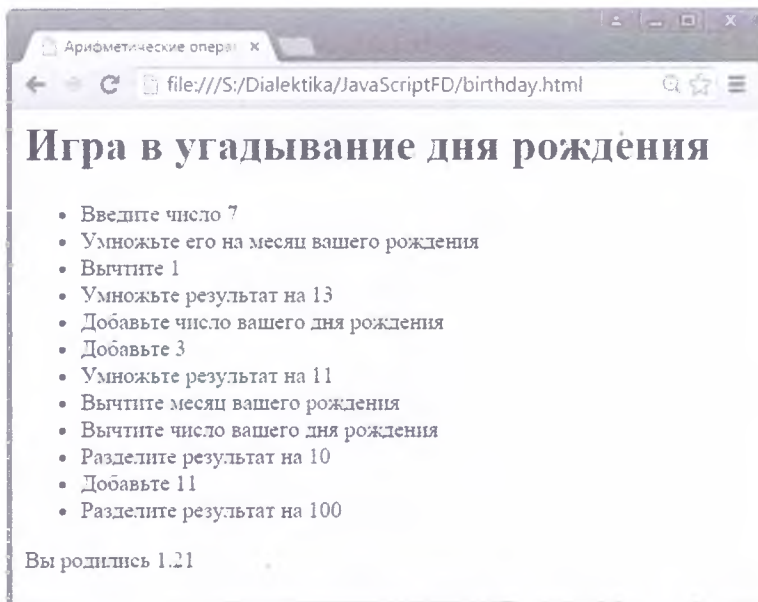 Арифметические опера
file:///S:/Dialektika/JavaScriptFD/birthday.html
Игра в угадывание дня рождения
• Введите число 7
• Умножьте его на месяц вашего рождения
• Вычтите 1
• Умножьте результат на 13
• Добавьте число вашего дня рождения
• Добавьте 3
• Умножьте результат на 11
• Вычтите месяц вашего рождения
• Вычтите число вашего дня рождения
• Разделите результат на 10
• Добавьте 11
• Разделите результат на 100
Вы родились 1.21